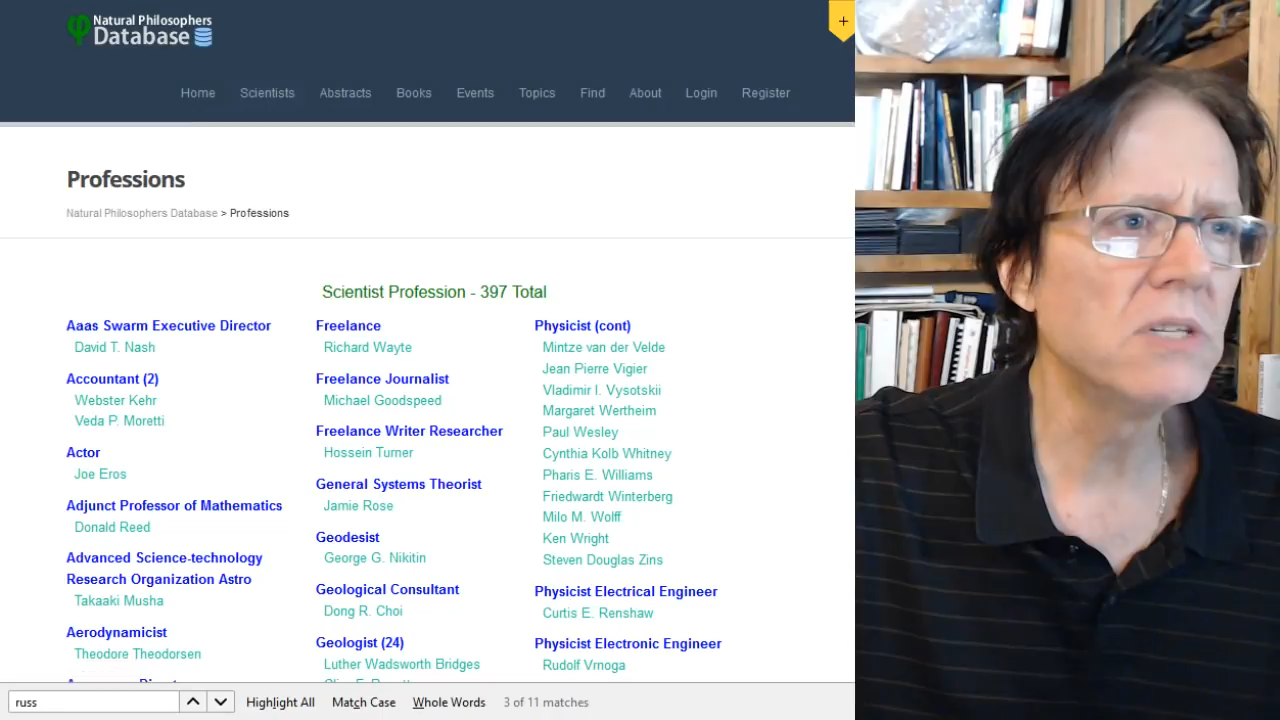 Natural Philosophers
Database
+
Home Scientists Abstracts Books Events Topics Find About Login Register
Professions
Natural Philosophers Database > Professions
Scientist Profession - 397 Total
Aaas Swarm Executive Director
David T. Nash
Accountant (2)
Webster Kehr
Veda P. Moretti
Actor
Joe Eros
Adjunct Professor of Mathematics
Donald Reed
Advanced Science-technology
Research Organization Astro
Takaaki Musha
Aerodynamicist
Theodore Theodorsen
Freelance
Richard Wayte
Freelance Journalist
Michael Goodspeed
Freelance Writer Researcher
Hossein Turner
General Systems Theorist
Jamie Rose
Geodesist
George G. Nikitin
Geological Consultant
Dong R. Choi
Geologist (24)
Luther Wadsworth Bridges
Physicist (cont)
Mintze van der Velde
Jean Pierre Vigier
Vladimir I. Vysotskii
Margaret Wertheim
Paul Wesley
Cynthia Kolb Whitney
Pharis E. Williams
Friedwardt Winterberg
Milo M. Wolff
Ken Wright
Steven Douglas Zins
Physicist Electrical Engineer
Curtis E. Renshaw
Physicist Electronic Engineer
Rudolf Vrnoga
russ Highlight All Match Case Whole Words 3 of 11 matches